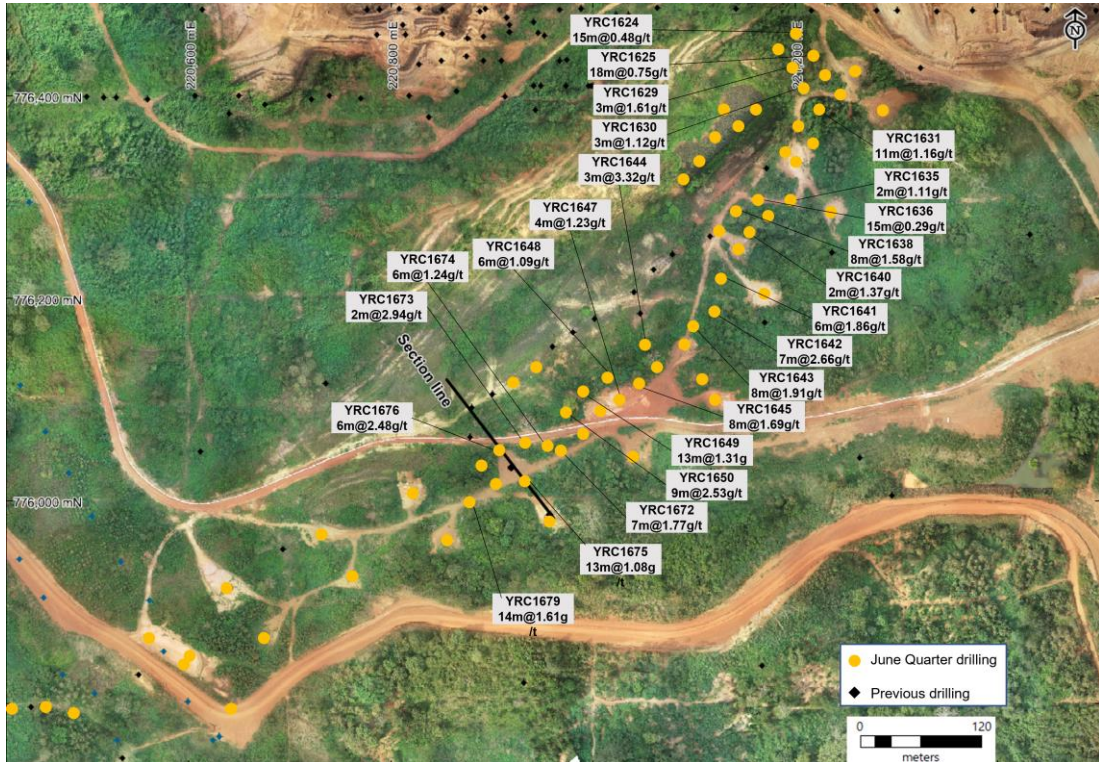 220,600 mE
220,800 mE
776,400 mN
776,200 mN
YRC1624
15m@0.48g/t
YRC1625
18m@0.75g/t
YRC1629
3m@1.61g/t
YRC1630
3m@1.12g/t
YRC1644
3m@3.32g/t
YRC1647
4m@1.23g/t
YRC1648
6m@1.09g/t
YRC1674
6m@1.24g/t
YRC1673
2m@2.94g/t
Section line
YRC1676
6m@2.48g/t
YRC1631
11m@1.16g/t
YRC1635
2m@1.11g/t
YRC1636
15m@0.29g/t
YRC1638
8m@1.58g/t
YRC1640
2m@1.37g/t
YRC1641
6m@1.86g/t
YRC1642
7m@2.66g/t
YRC1643
8m@1.91g/t
YRC1645
8m@1.69g/t
YRC1649
13m@1.31g
YRC1650
9m@2.53g/t
YRC1672
7m@1.77g/t
YRC1675
13m@1.08g
/t
YRC1679
14m@1.61g
/t
June Quarter drilling
Previous drilling
0
120
meters